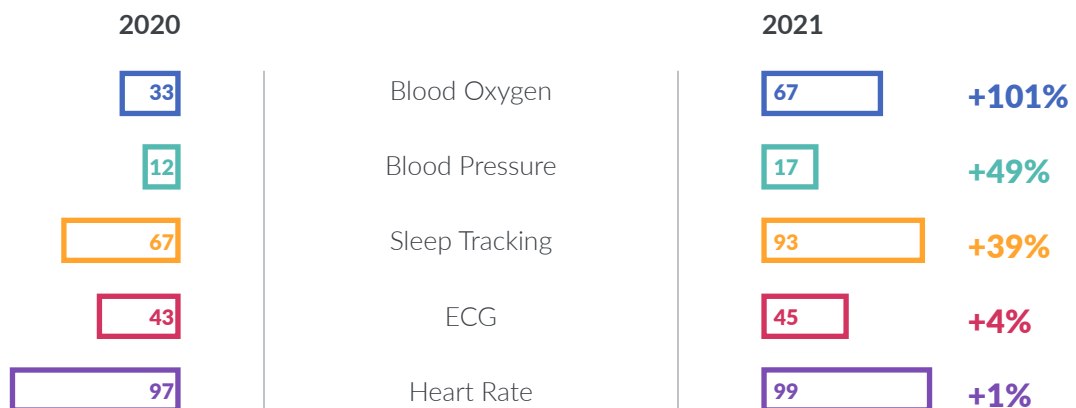 2020 2021
33 Blood Oxygen 67 +101%
12 Blood Pressure 17 +49%
67 Sleep Tracking 93 +39%
43 ECG 45 +4%
97 Heart Rate 99 +1%